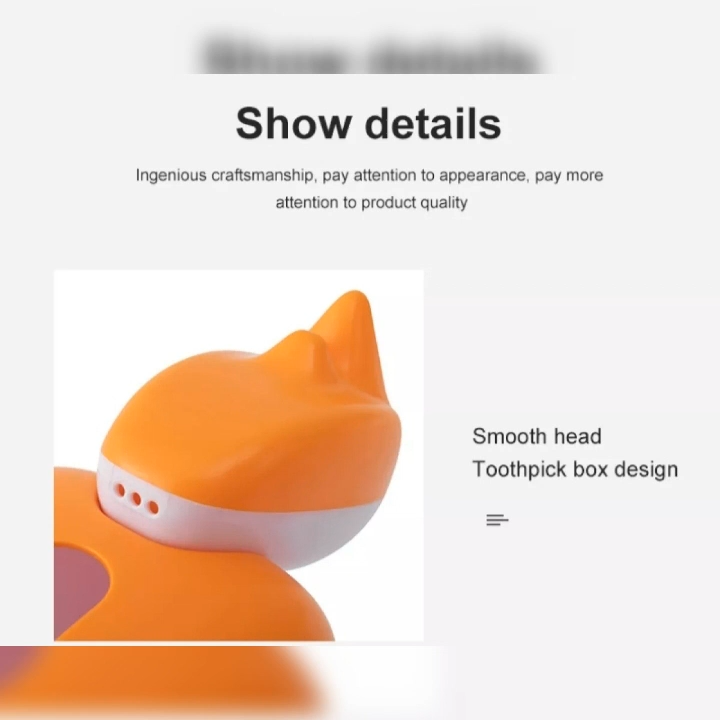 Show details
Ingenious craftsmanship, pay attention to appearance, pay more
attention to product quality
Smooth head
Toothpick box design